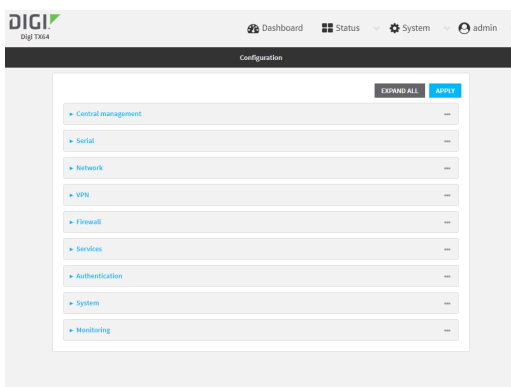 DIGI
Digi TX64
Dashboard
Status
System
admin
Configuration
EXPAND ALL
APPLY
Central management
Serial
Network
VPN
Firewall
Services
Authentication
System
Monitoring